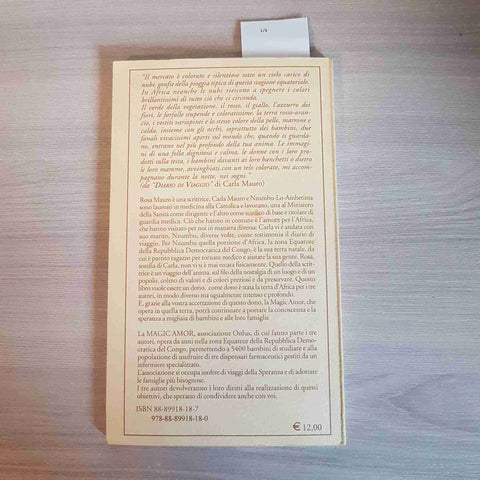 1/5
"Il mercato è colorato e silenzioso sotto un cielo carico di
nubi, gonfie della pioggia tipica di questa stagione equatoriale.
In Africa neanche le nubi riescono a spegnere i colori
brillantissimi di tutto ciò che ci circonda.
Il verde della vegetazione, il rosso, il giallo, l'azzurro dei
fiori, le farfalle stupende e coloratissime, la terra rosso-aran-
cio, i vestiti variopinti e lo stesso colore della pelle, marrone e
calda, insieme con gli occhi, soprattutto dei bambini, due
fanali vivacissimi aperti sul mondo che, quando ti guarda-
no, entrano nel più profondo della tua anima. Le immagi-
ni di una folla dignitosa e calma, le donne con i loro pro-
dotti sulla testa, i bambini davanti ai loro banchetti o dietro
le loro mamme, avvinghiati con un telo colorato, mi accom-
pagnano durante la notte, nei sogni."
(da "DIARIO DI VIAGGIO" di Carla Mauro)
Rosa Mauro è una scrittrice, Carla Mauro e Nzumbu-Lo-Ambetima
sono laureati in medicina alla Cattolica e lavorano, una al Ministero
della Sanità come dirigente e l'altro come medico di base e titolare di
guardia medica. Ciò che hanno in comune è l'amore per l'Africa,
che hanno visitato per noi in maniera diversa: Carla vi è andata con
suo marito, Nzumbu, diverse volte, come testimonia il diario di
viaggio. Per Nzumbu quella porzione d'Africa, la zona Equatore
della Repubblica Democratica del Congo, è la sua terra natale, da
cui è partito ragazzo per tornare medico e aiutare la sua gente. Rosa,
sorella di Carla, non vi si è mai recata fisicamente. Quello della scrit-
trice è un viaggio dell'anima, sul filo della nostalgia di un luogo e di un
popolo, colmo di valori e di colori preziosi e da preservare. Questo
libro vuole essere un dono, come dono è stata la terra d'Africa per i tre
autori, in modo diverso ma ugualmente intenso e profondo.
E, grazie alla vostra accettazione di questo dono, la Magic Amor, che
opera in quella terra, potrà continuare a portare la conoscenza e la
speranza a migliaia di bambini e alle loro famiglie
La MAGIC AMOR, associazione Onlus, di cui fanno parte i tre
autori, opera da anni nella zona Equateur della Repubblica Demo-
cratica del Congo, permettendo a 5400 bambini di studiare e alla
popolazione di usufruire di tre dispensari farmaceutici gestiti da un
infermiere specializzato.
L'associazione si occupa inoltre di viaggi della Speranza e di adottare
le famiglie più bisognose.
I tre autori devolveranno i loro diritti alla realizzazione di questi
obiettivi, che sperano di condividere anche con voi.
ISBN 88-89918-18-7
978-88-89918-18-0
€ 12,00